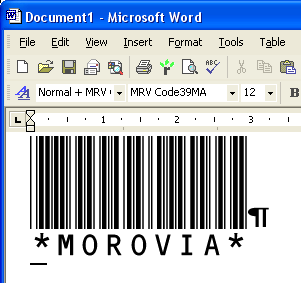 Document1 - Microsoft Word
File Edit View Insert Format Tools Table
ABC
Normal + MRV MRV Code39MA 12 B
1 2 3
¶
*MOROVIA*